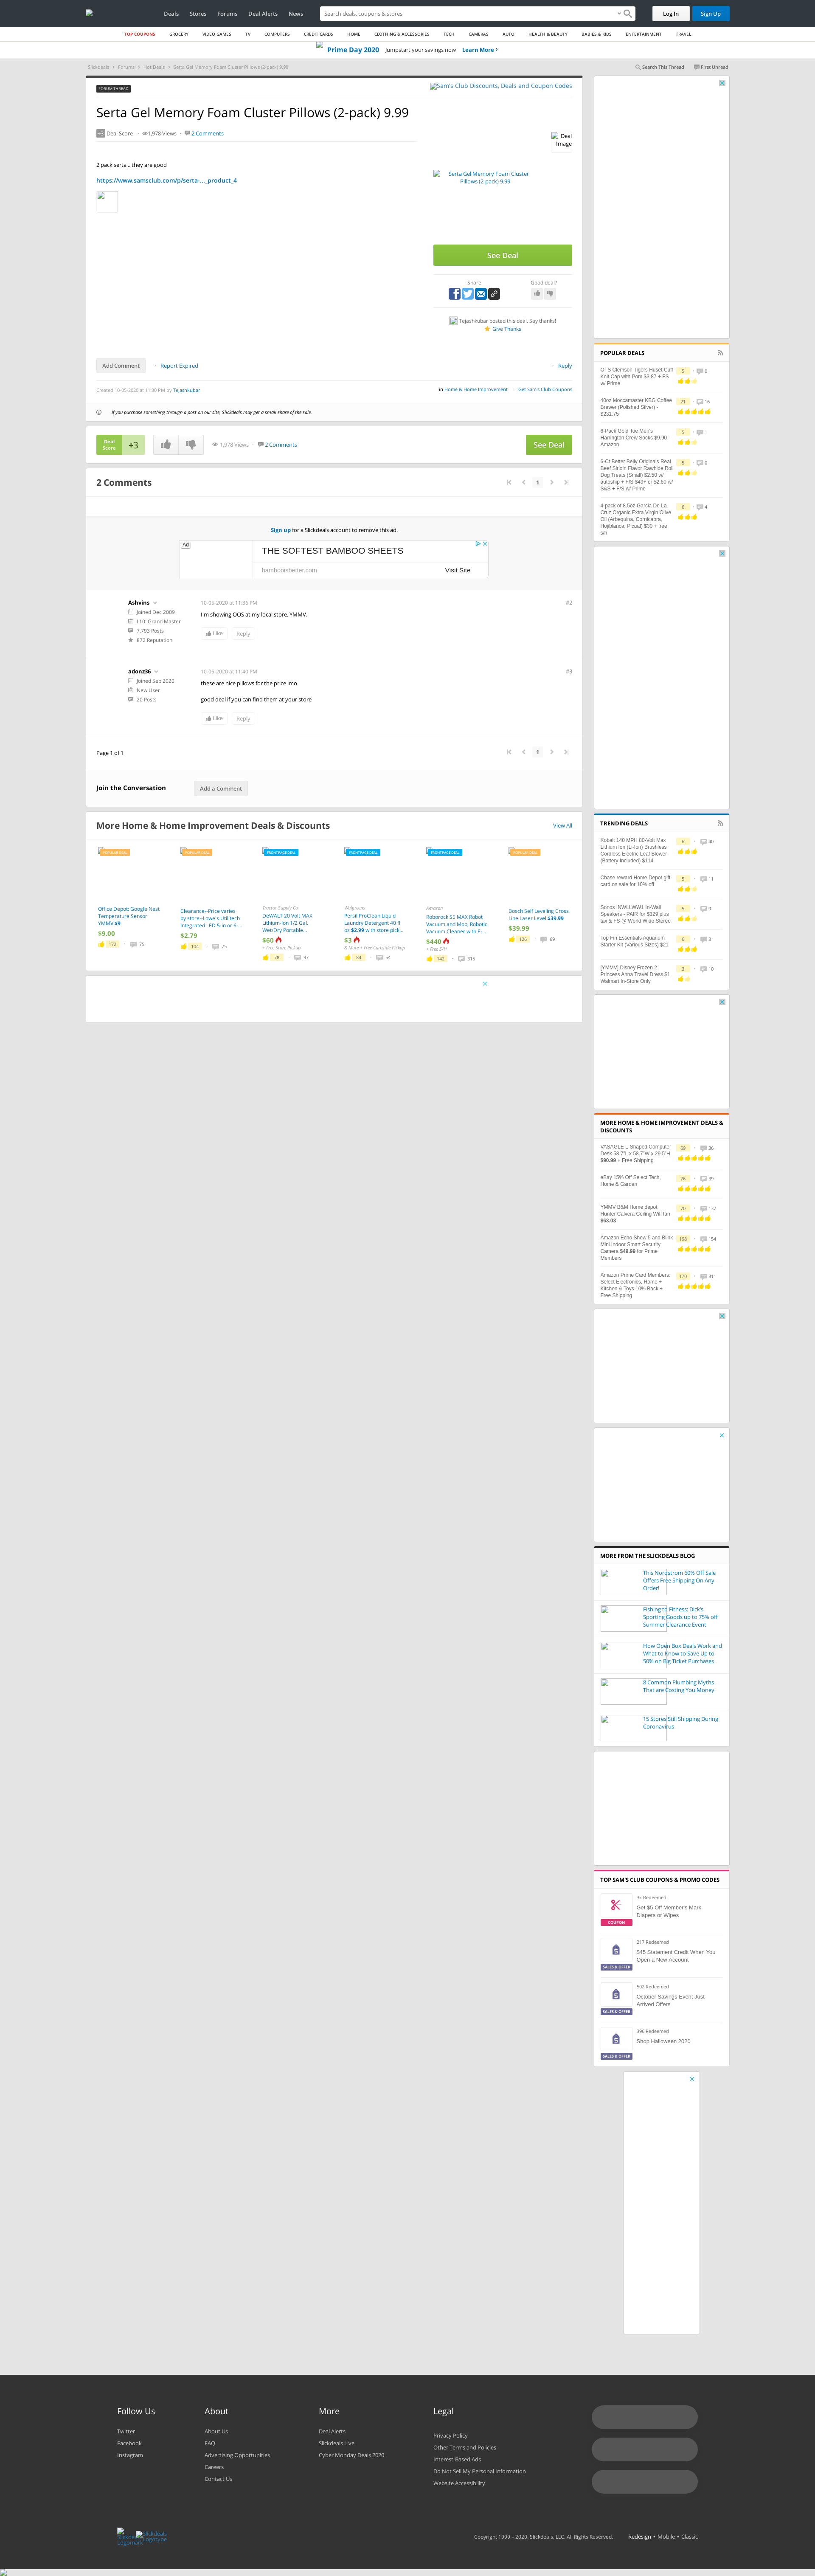 Deals Stores Forums Deal Alerts News
Search deals, coupons & stores
Log In Sign Up
TOP COUPONS GROCERY VIDEO GAMES TV COMPUTERS CREDIT CARDS HOME CLOTHING & ACCESSORIES TECH CAMERAS AUTO HEALTH & BEAUTY BABIES & KIDS ENTERTAINMENT TRAVEL
Prime Day 2020 Jumpstart your savings now Learn More ›
Slickdeals Forums Hot Deals Serta Gel Memory Foam Cluster Pillows (2-pack) 9.99
Search This Thread First Unread
FORUM THREAD
Sam's Club Discounts, Deals and Coupon Codes
Serta Gel Memory Foam Cluster Pillows (2-pack) 9.99
+3 Deal Score 1,978 Views 2 Comments
Deal Image
2 pack serta .. they are good
https://www.samsclub.com/p/serta-..._product_4
Serta Gel Memory Foam Cluster Pillows (2-pack) 9.99
See Deal
Share Good deal?
Tejashkubar posted this deal. Say thanks!
Give Thanks
Add Comment Report Expired Reply
Created 10-05-2020 at 11:30 PM by Tejashkubar
in Home & Home Improvement Get Sam's Club Coupons
If you purchase something through a post on our site, Slickdeals may get a small share of the sale.
Deal Score +3
1,978 Views 2 Comments
See Deal
2 Comments
1
Sign up for a Slickdeals account to remove this ad.
Ad
THE SOFTEST BAMBOO SHEETS
bambooisbetter.com Visit Site
Ashvins
Joined Dec 2009
L10: Grand Master
7,793 Posts
872 Reputation
10-05-2020 at 11:36 PM #2
I'm showing OOS at my local store. YMMV.
Like Reply
adonz36
Joined Sep 2020
New User
20 Posts
10-05-2020 at 11:40 PM #3
these are nice pillows for the price imo
good deal if you can find them at your store
Like Reply
Page 1 of 1
1
Join the Conversation Add a Comment
More Home & Home Improvement Deals & Discounts View All
POPULAR DEAL
Office Depot: Google Nest Temperature Sensor YMMV $9
$9.00
172 75
POPULAR DEAL
Clearance--Price varies by store--Lowe's Utilitech Integrated LED 5-in or 6-...
$2.79
108 75
FRONTPAGE DEAL
Tractor Supply Co
DeWALT 20 Volt MAX Lithium-Ion 1/2 Gal. Wet/Dry Portable...
$60
+ Free Store Pickup
78 97
FRONTPAGE DEAL
Walgreens
Persil ProClean Liquid Laundry Detergent 40 fl oz $2.99 with store pick...
$3
& More + Free Curbside Pickup
84 54
FRONTPAGE DEAL
Amazon
Roborock S5 MAX Robot Vacuum and Mop, Robotic Vacuum Cleaner with E-...
$440
+ Free S/H
142 315
POPULAR DEAL
Bosch Self Leveling Cross Line Laser Level $39.99
$39.99
126 69
POPULAR DEALS
OTS Clemson Tigers Huset Cuff Knit Cap with Pom $3.87 + FS w/ Prime
5 0
40oz Moccamaster KBG Coffee Brewer (Polished Silver) - $231.75
21 16
6-Pack Gold Toe Men's Harrington Crew Socks $9.90 - Amazon
5 1
6-Ct Better Belly Originals Real Beef Sirloin Flavor Rawhide Roll Dog Treats (Small) $2.50 w/ autoship + F/S $49+ or $2.60 w/ S&S + F/S w/ Prime
5 0
4-pack of 8.5oz Garcia De La Cruz Organic Extra Virgin Olive Oil (Arbequina, Cornicabra, Hojiblanca, Picual) $30 + free s/h
6 4
TRENDING DEALS
Kobalt 140 MPH 80-Volt Max Lithium Ion (Li-ion) Brushless Cordless Electric Leaf Blower (Battery Included) $114
6 40
Chase reward Home Depot gift card on sale for 10% off
5 11
Sonos INWLLWW1 In-Wall Speakers - PAIR for $329 plus tax & FS @ World Wide Stereo
5 9
Top Fin Essentials Aquarium Starter Kit (Various Sizes) $21
6 3
[YMMV] Disney Frozen 2 Princess Anna Travel Dress $1 Walmart In-Store Only
3 10
MORE HOME & HOME IMPROVEMENT DEALS & DISCOUNTS
VASAGLE L-Shaped Computer Desk 58.7"L x 58.7"W x 29.5"H $90.99 + Free Shipping
69 36
eBay 15% Off Select Tech, Home & Garden
76 39
YMMV B&M Home depot Hunter Calvera Ceiling Wifi fan $63.03
70 137
Amazon Echo Show 5 and Blink Mini Indoor Smart Security Camera $49.99 for Prime Members
198 154
Amazon Prime Card Members: Select Electronics, Home + Kitchen & Toys 10% Back + Free Shipping
170 311
MORE FROM THE SLICKDEALS BLOG
This Nordstrom 60% Off Sale Offers Free Shipping On Any Order!
Fishing to Fitness: Dick's Sporting Goods up to 75% off Summer Clearance Event
How Open Box Deals Work and What to Know to Save Up to 50% on Big Ticket Purchases
8 Common Plumbing Myths That are Costing You Money
15 Stores Still Shipping During Coronavirus
TOP SAM'S CLUB COUPONS & PROMO CODES
COUPON
3k Redeemed
Get $5 Off Member's Mark Diapers or Wipes
SALES & OFFER
217 Redeemed
$45 Statement Credit When You Open a New Account
SALES & OFFER
502 Redeemed
October Savings Event Just-Arrived Offers
SALES & OFFER
396 Redeemed
Shop Halloween 2020
Follow Us
Twitter
Facebook
Instagram
About
About Us
FAQ
Advertising Opportunities
Careers
Contact Us
More
Deal Alerts
Slickdeals Live
Cyber Monday Deals 2020
Legal
Privacy Policy
Other Terms and Policies
Interest-Based Ads
Do Not Sell My Personal Information
Website Accessibility
Slickdeals Logotype
Copyright 1999 - 2020. Slickdeals, LLC. All Rights Reserved. Redesign • Mobile • Classic